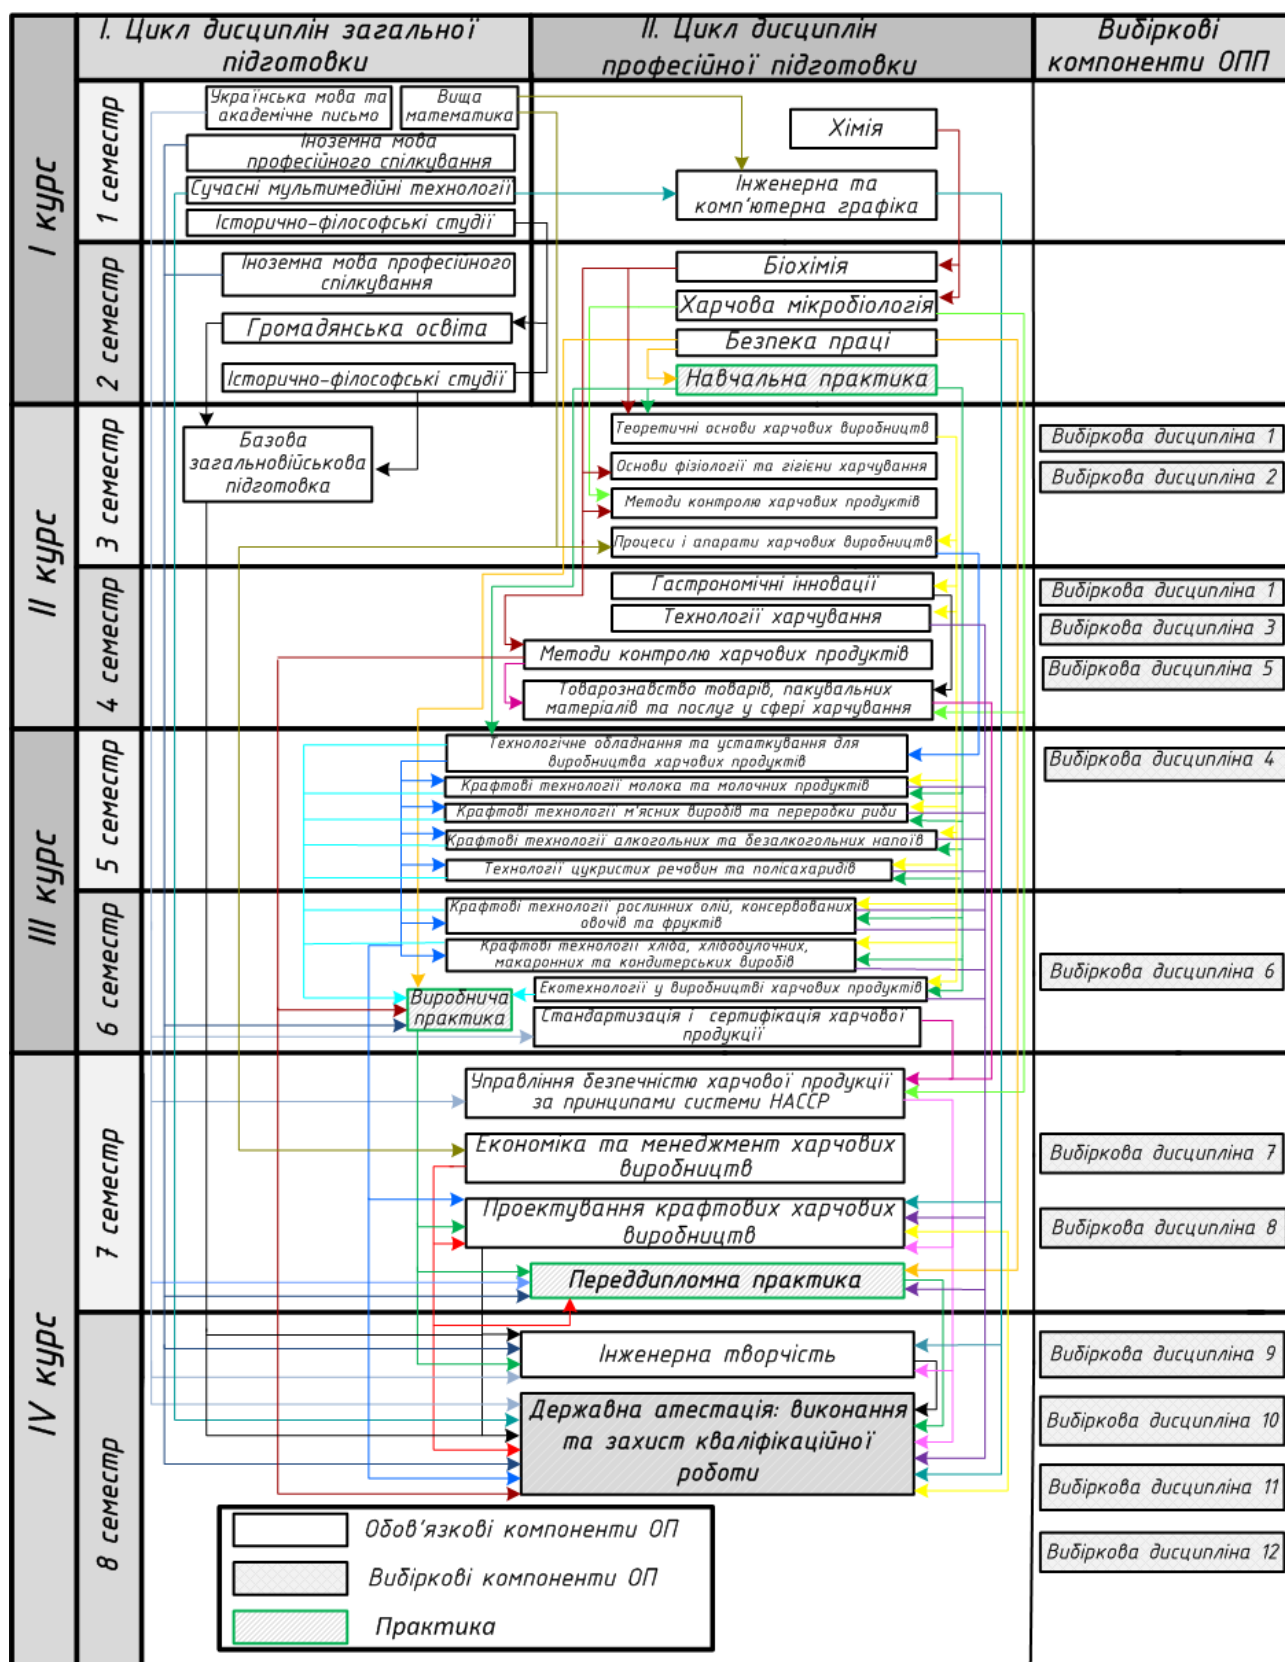 I. Цикл дисциплін загальної
підготовки
II. Цикл дисциплін
професійної підготовки
Вибіркові
компоненти ОПП
I курс
1 семестр
Українська мова та
академічне письмо
Вища
математика
Хімія
Іноземна мова
професійного спілкування
Сучасні мультимедійні технології
Інженерна та
комп'ютерна графіка
Історично-філософські студії
2 семестр
Іноземна мова професійного
спілкування
Біохімія
Харчова мікробіологія
Громадянська освіта
Безпека праці
Історично-філософські студії
Навчальна практика
II курс
3 семестр
Базова
загальновійськова
підготовка
Теоретичні основи харчових виробництв
Основи фізіології та гігієни харчування
Методи контролю харчових продуктів
Процеси і апарати харчових виробництв
Вибіркова дисципліна 1
Вибіркова дисципліна 2
4 семестр
Гастрономічні інновації
Технології харчування
Методи контролю харчових продуктів
Товарознавство товарів, пакувальних
матеріалів та послуг у сфері харчування
Вибіркова дисципліна 1
Вибіркова дисципліна 3
Вибіркова дисципліна 5
III курс
5 семестр
Технологічне обладнання та устаткування для
виробництва харчових продуктів
Крафтові технології молока та молочних продуктів
Крафтові технології м'ясних виробів та переробки риби
Крафтові технології алкогольних та безалкогольних напоїв
Технології цукристих речовин та полісахаридів
Вибіркова дисципліна 4
6 семестр
Крафтові технології рослинних олій, консервованих
овочів та фруктів
Крафтові технології хліба, хлібобулочних,
макаронних та кондитерських виробів
Екотехнології у виробництві харчових продуктів
Виробнича
практика
Стандартизація і сертифікація харчової
продукції
Вибіркова дисципліна 6
IV курс
7 семестр
Управління безпечністю харчової продукції
за принципами системи НАССР
Економіка та менеджмент харчових
виробництв
Проектування крафтових харчових
виробництв
Переддипломна практика
Вибіркова дисципліна 7
Вибіркова дисципліна 8
8 семестр
Інженерна творчість
Державна атестація: виконання
та захист кваліфікаційної
роботи
Вибіркова дисципліна 9
Вибіркова дисципліна 10
Вибіркова дисципліна 11
Вибіркова дисципліна 12
Обов'язкові компоненти ОП
Вибіркові компоненти ОП
Практика